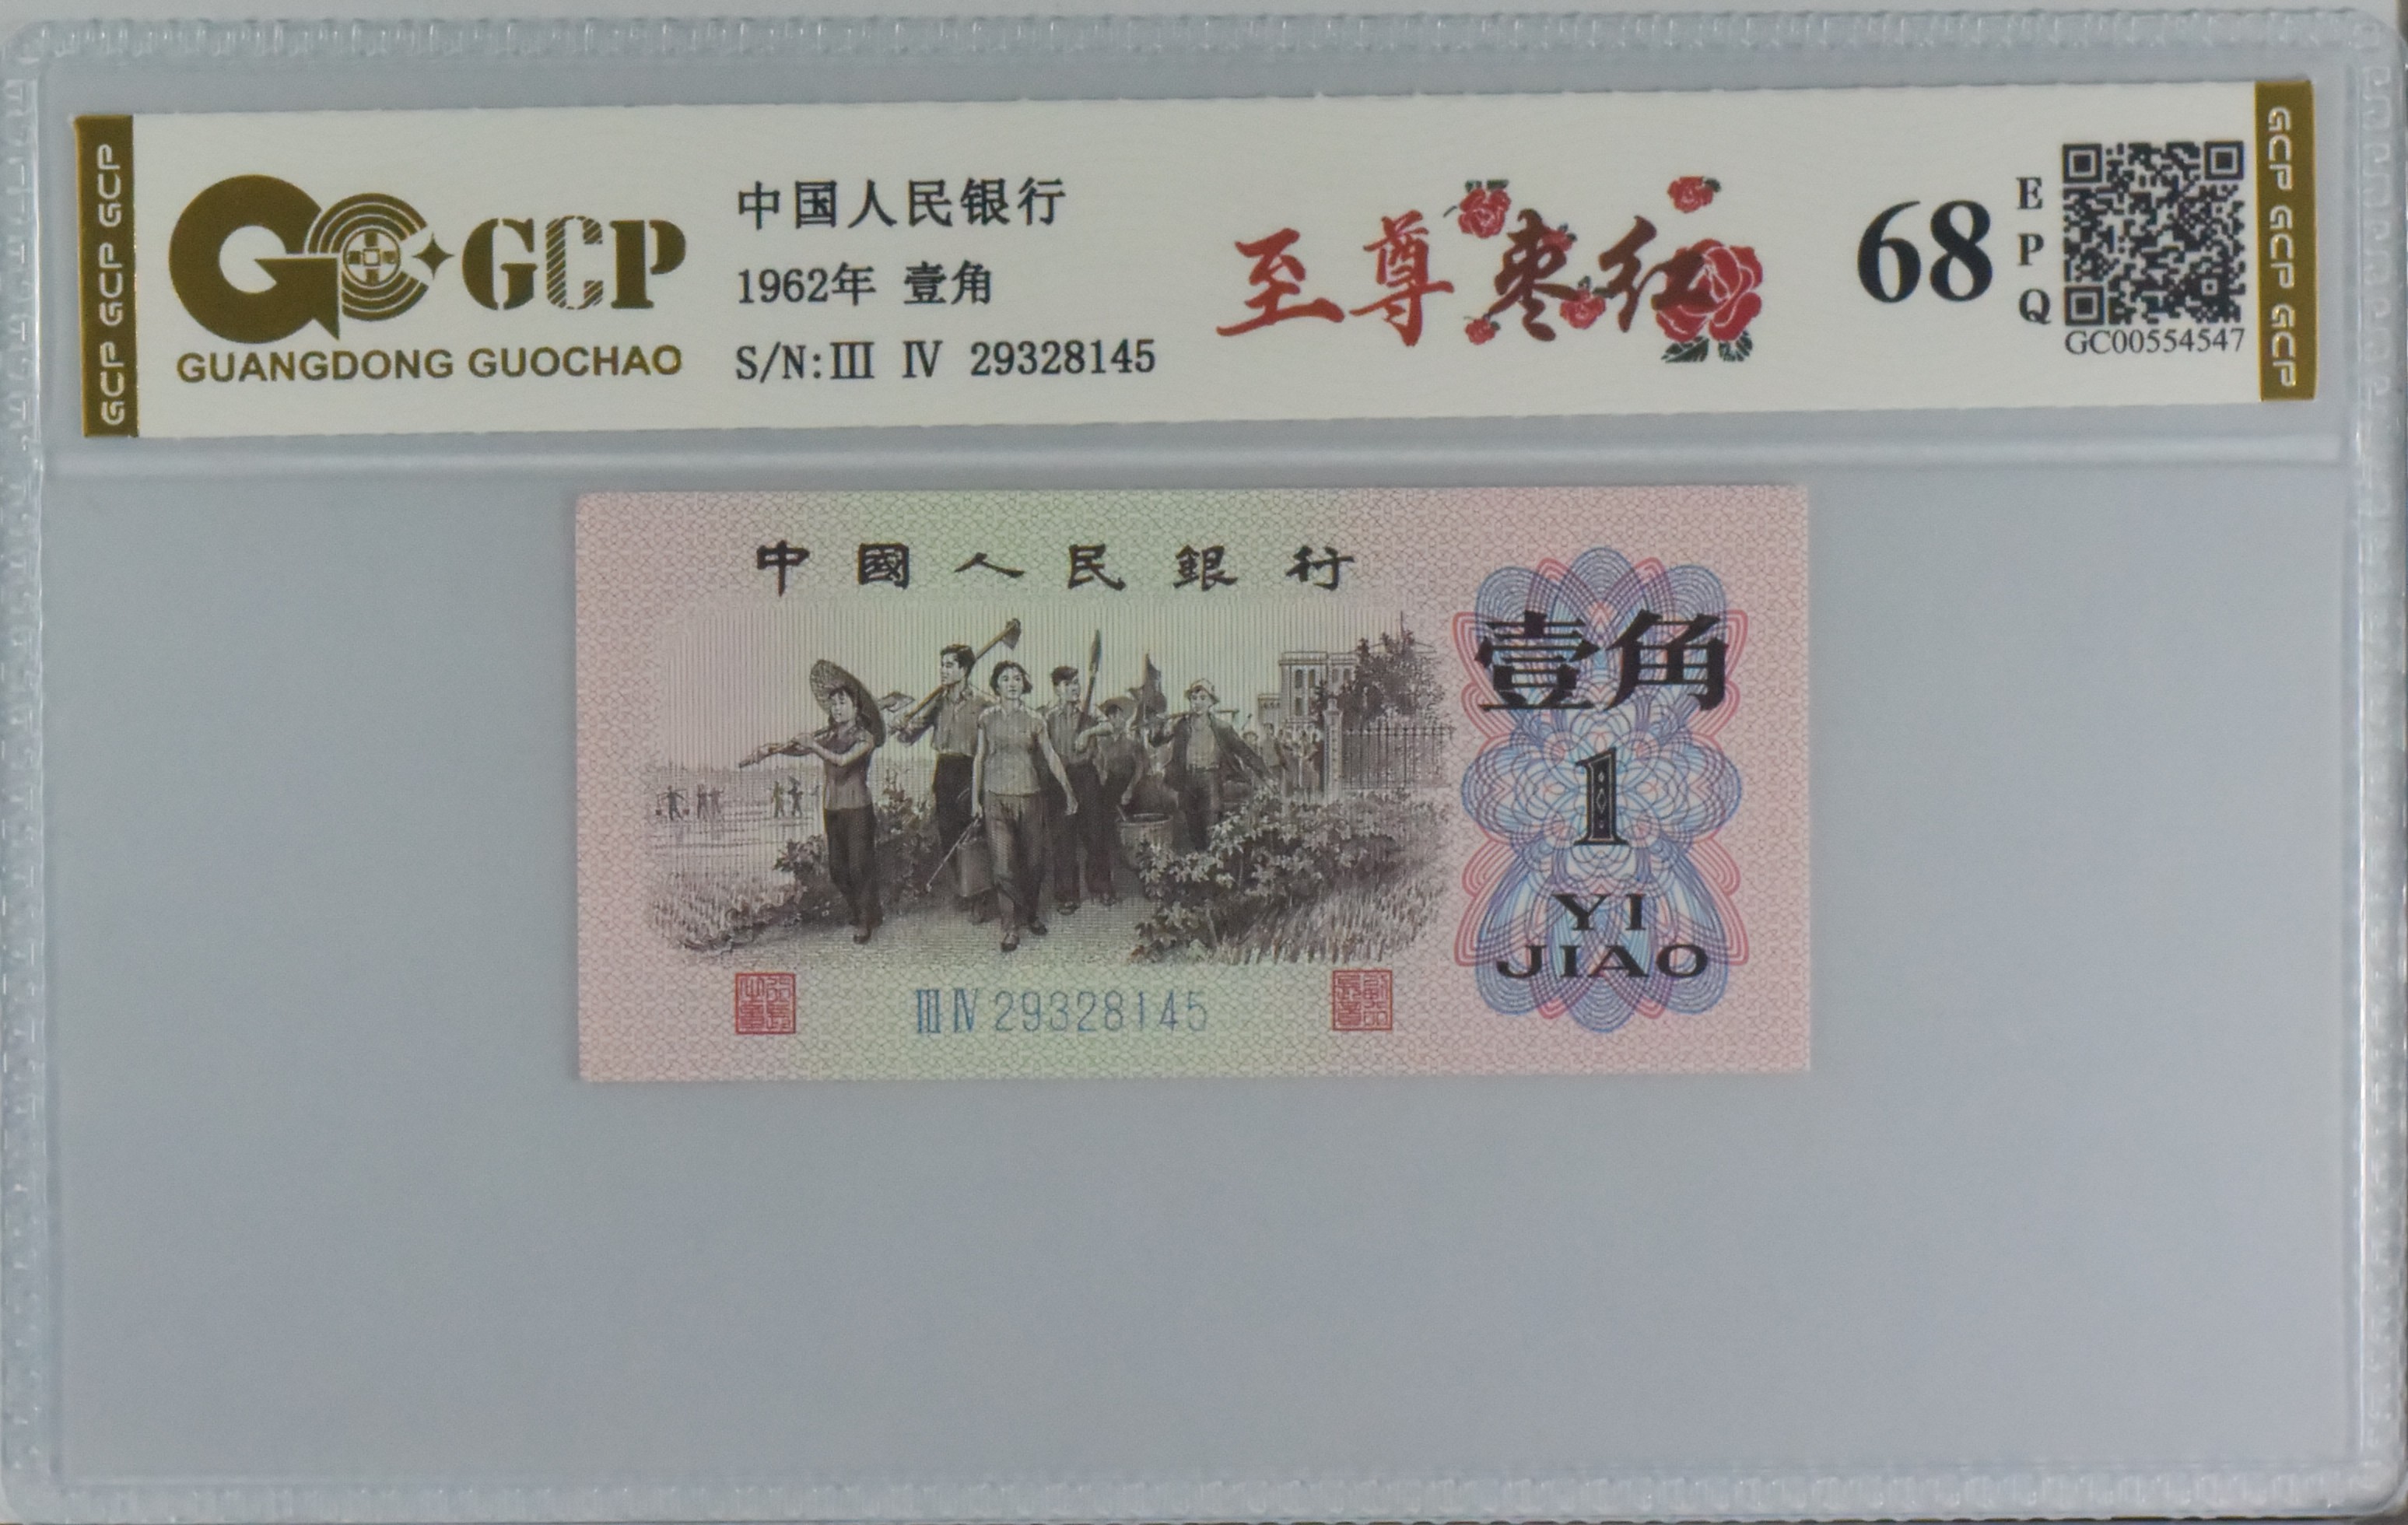 GCP GCP GCP
GCP
GUANGDONG GUOCHAO
中国人民银行
1962年 壹角
S/N:Ⅲ Ⅳ 29328145
至尊枣红
68
EPQ
GC00554547
GCP GCP GCP
中國人民銀行
壹角
1
YI
JIAO
Ⅲ Ⅳ 29328145